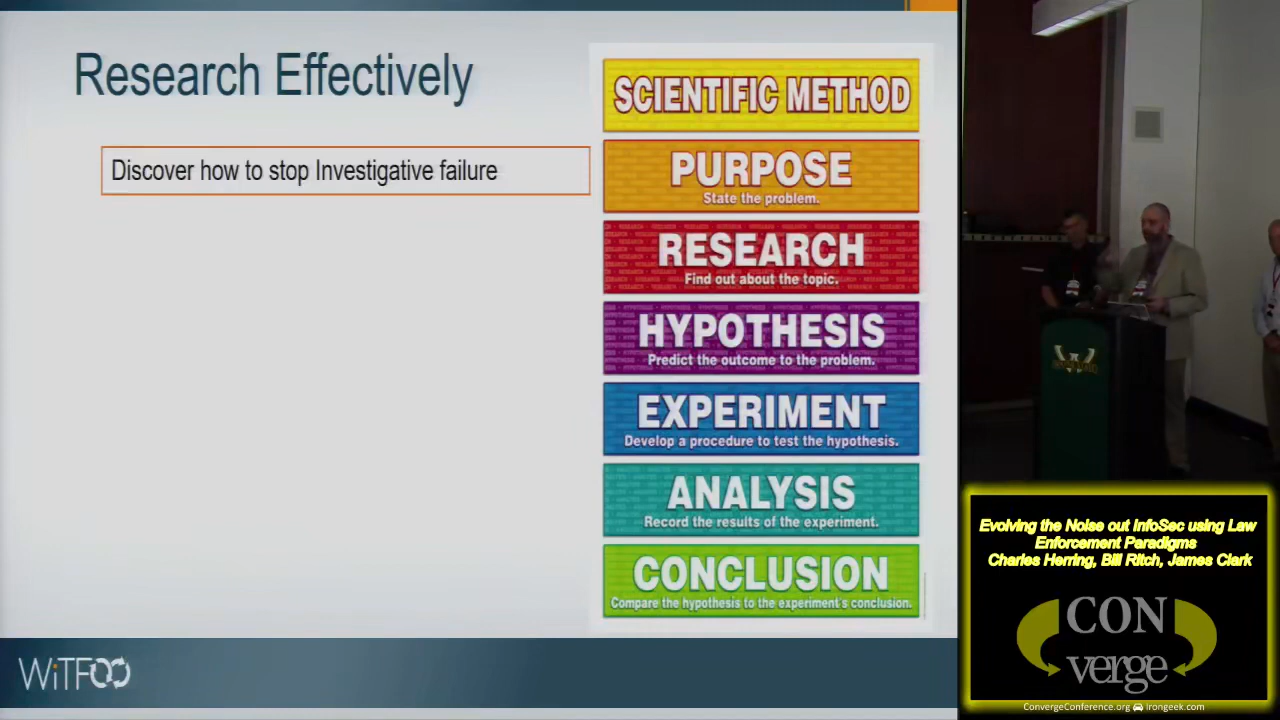 Research Effectively
Discover how to stop Investigative failure
SCIENTIFIC METHOD
PURPOSE
State the problem.
RESEARCH
Find out about the topic.
HYPOTHESIS
Predict the outcome to the problem.
EXPERIMENT
Develop a procedure to test the hypothesis.
ANALYSIS
Record the results of the experiment.
CONCLUSION
Compare the hypothesis to the experiment's conclusion.
WiTFOO
Evolving the Noise out InfoSec using Law
Enforcement Paradigms
Charles Herring, Bill Ritch, James Clark
CON
verge
ConvergeConference.org Irongeek.com